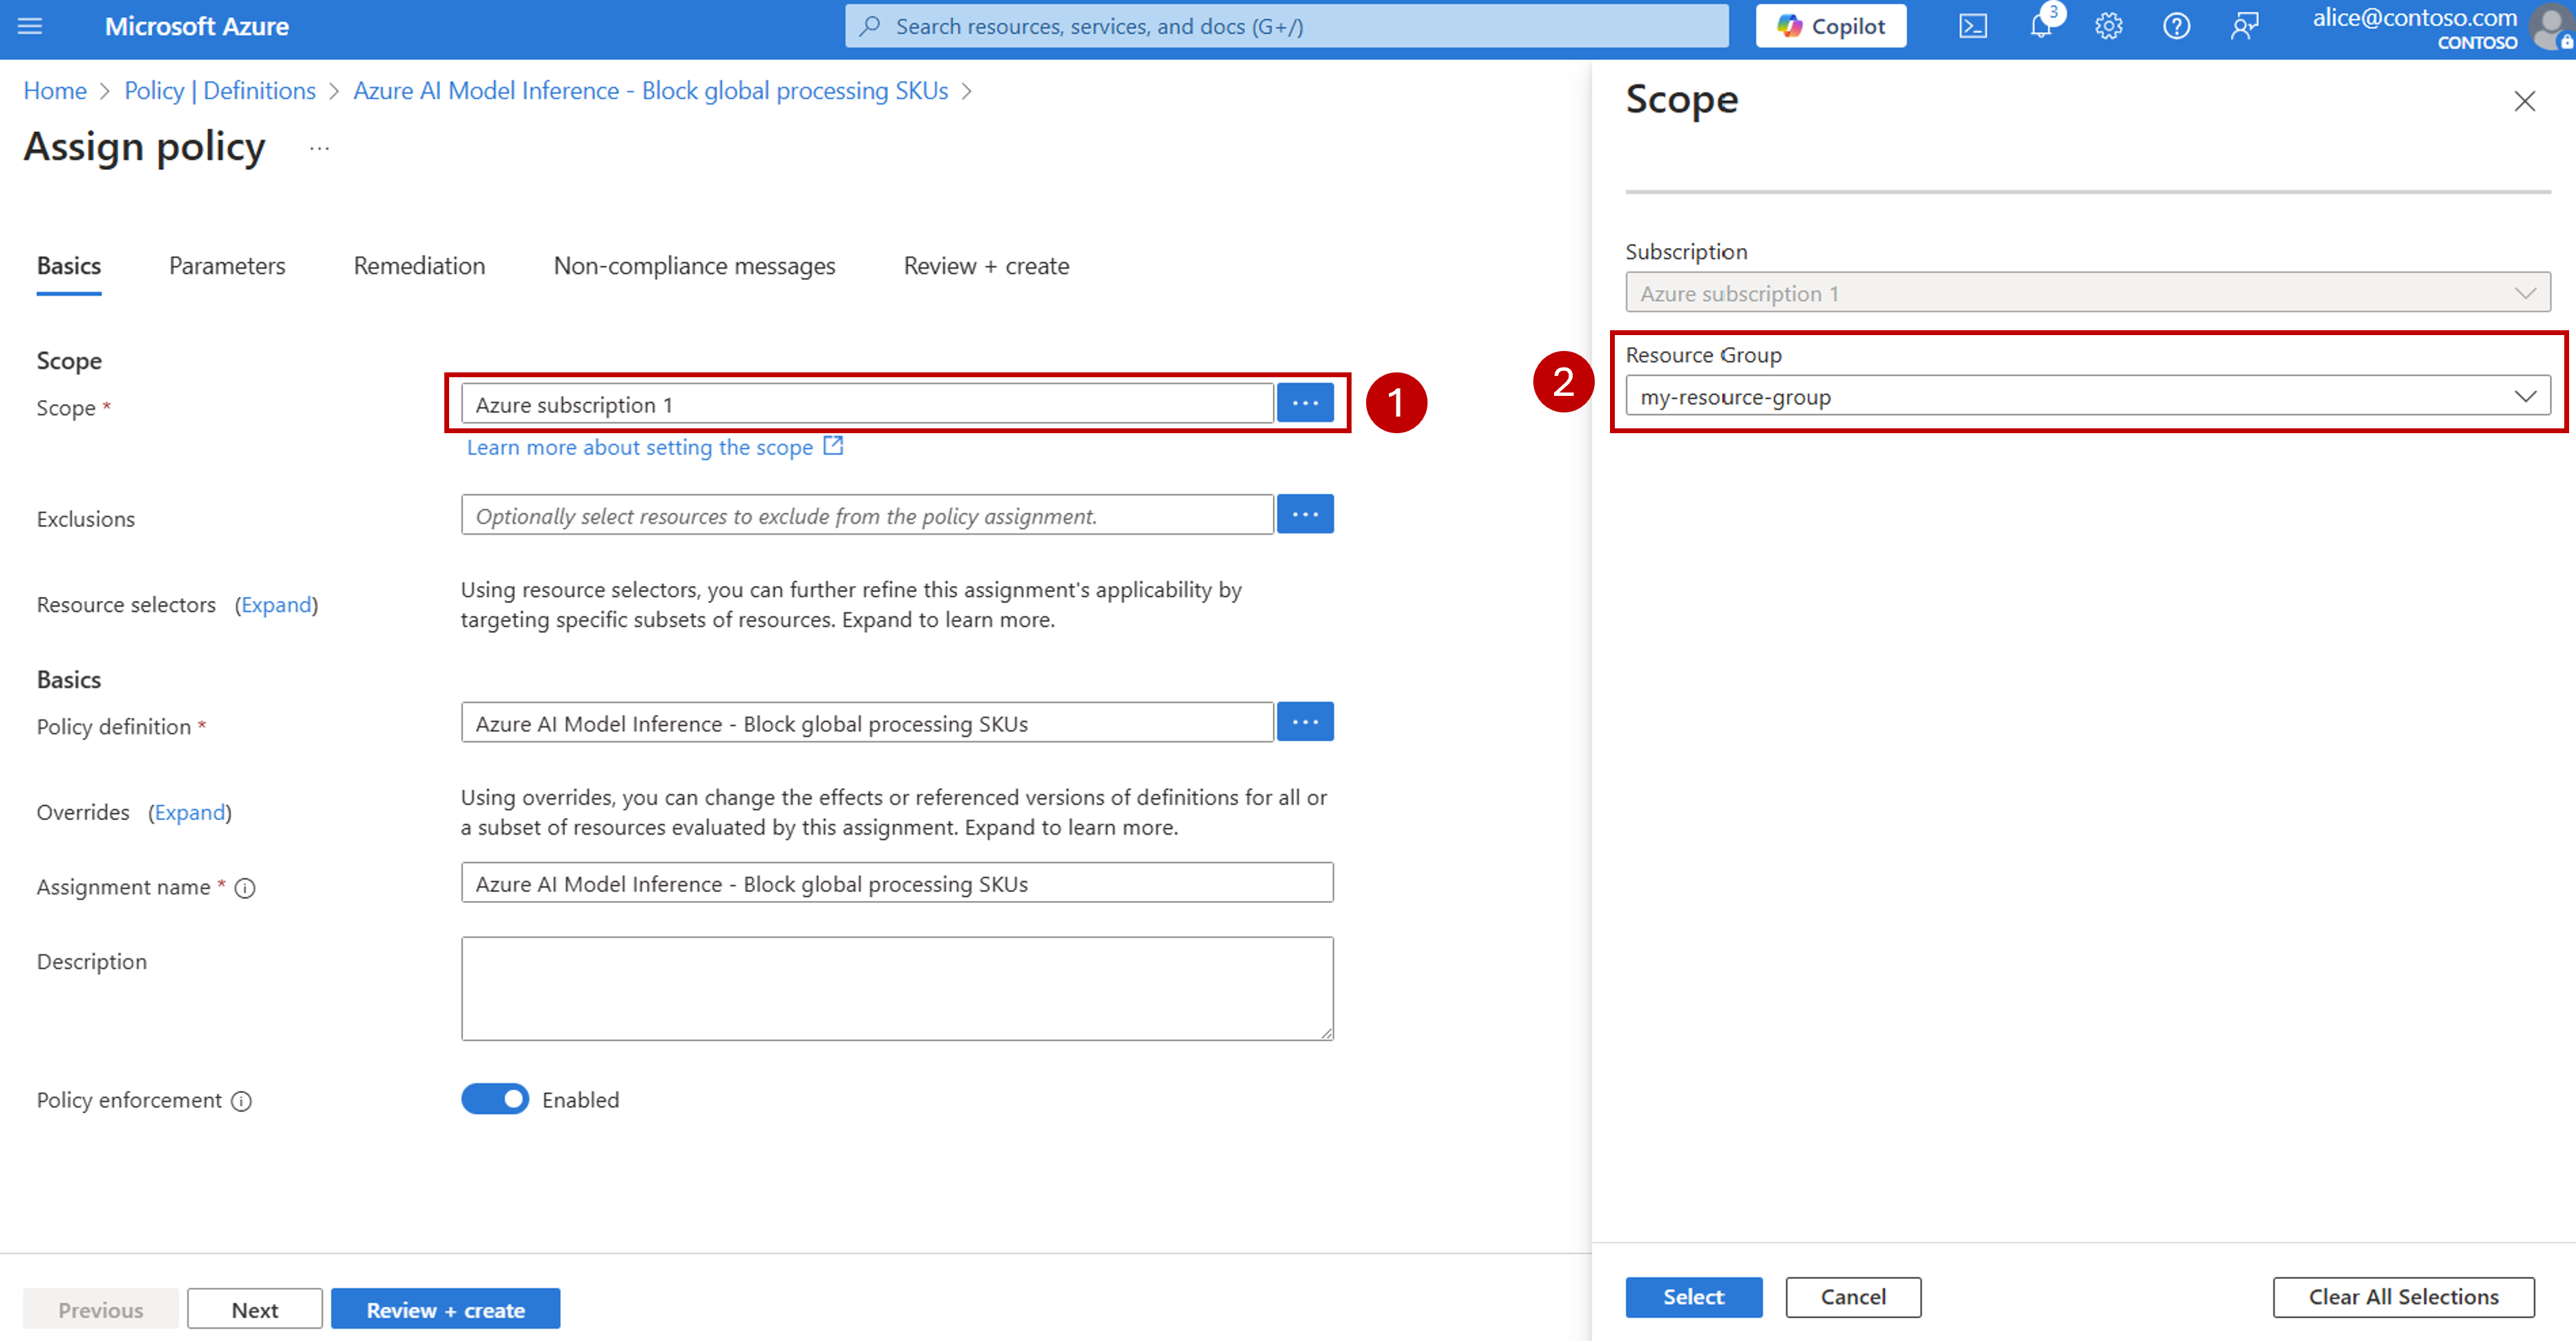 Microsoft Azure
Search resources, services, and docs (G+/)
Copilot
3
alice@contoso.com
CONTOSO
Home > Policy | Definitions > Azure AI Model Inference - Block global processing SKUs >
Assign policy ...
Basics
Parameters
Remediation
Non-compliance messages
Review + create
Scope
Scope *
Azure subscription 1
...
1
Learn more about setting the scope
Exclusions
Optionally select resources to exclude from the policy assignment.
...
Resource selectors (Expand)
Using resource selectors, you can further refine this assignment's applicability by
targeting specific subsets of resources. Expand to learn more.
Basics
Policy definition *
Azure AI Model Inference - Block global processing SKUs
...
Overrides (Expand)
Using overrides, you can change the effects or referenced versions of definitions for all or
a subset of resources evaluated by this assignment. Expand to learn more.
Assignment name *
Azure AI Model Inference - Block global processing SKUs
Description
Policy enforcement
Enabled
Previous
Next
Review + create
Scope
Subscription
Azure subscription 1
2
Resource Group
my-resource-group
Select
Cancel
Clear All Selections